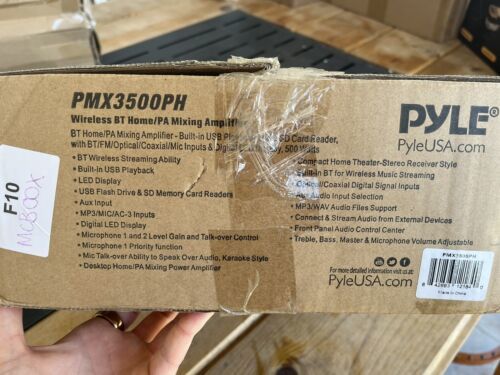 PMX3500PH
Wireless BT Home/PA Mixing Amplifier
BT Home/PA Mixing Amplifier - Built-in USB SD Card Reader,
with BT/FM/Optical/Coaxial/Mic Inputs & Digital 500 Watts
• BT Wireless Streaming Ability
• Built-in USB Playback
• LED Display
• USB Flash Drive & SD Memory Card Readers
• Aux Input
• MP3/MIC/AC-3 Inputs
• Digital LED Display
• Microphone 1 and 2 Level Gain and Talk-over Control
• Microphone 1 Priority function
• Mic Talk-over Ability to Speak Over Audio, Karaoke Style
• Desktop Home/PA Mixing Power Amplifier
• Compact Home Theater-Stereo Receiver Style
Built-in BT for Wireless Music Streaming
Optical/Coaxial Digital Signal Inputs
Aux Audio Input Selection
• MP3/WAV Audio Files Support
• Connect & Stream Audio from External Devices
• Front Panel Audio Control Center
• Treble, Bass, Master & Microphone Volume Adjustable
PYLE®
PyleUSA.com
For more detailed information visit us at:
PyleUSA.com
Made in China
F10